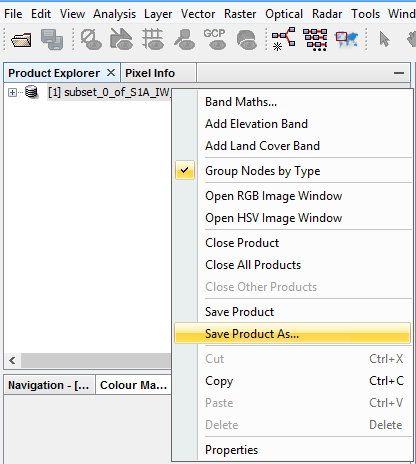 File Edit View Analysis Layer Vector Raster Optical Radar Tools Wind
GCP
Product Explorer × Pixel Info
[1] subset_0_of_S1A_IW_
Band Maths...
Add Elevation Band
Add Land Cover Band
Group Nodes by Type
Open RGB Image Window
Open HSV Image Window
Close Product
Close All Products
Close Other Products
Save Product
Save Product As...
Cut Ctrl+X
Copy Ctrl+C
Paste Ctrl+V
Delete Delete
Properties
Navigation - [... Colour Ma...